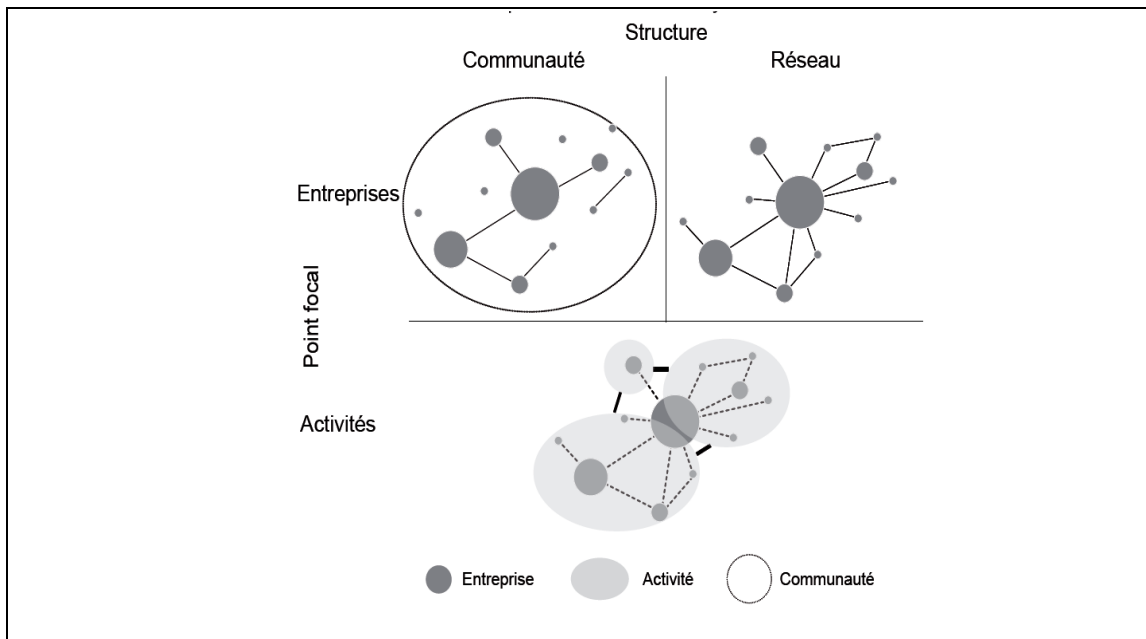 Structure
Communauté
Réseau
Entreprises
Point focal
Activités
Entreprise
Activité
Communauté